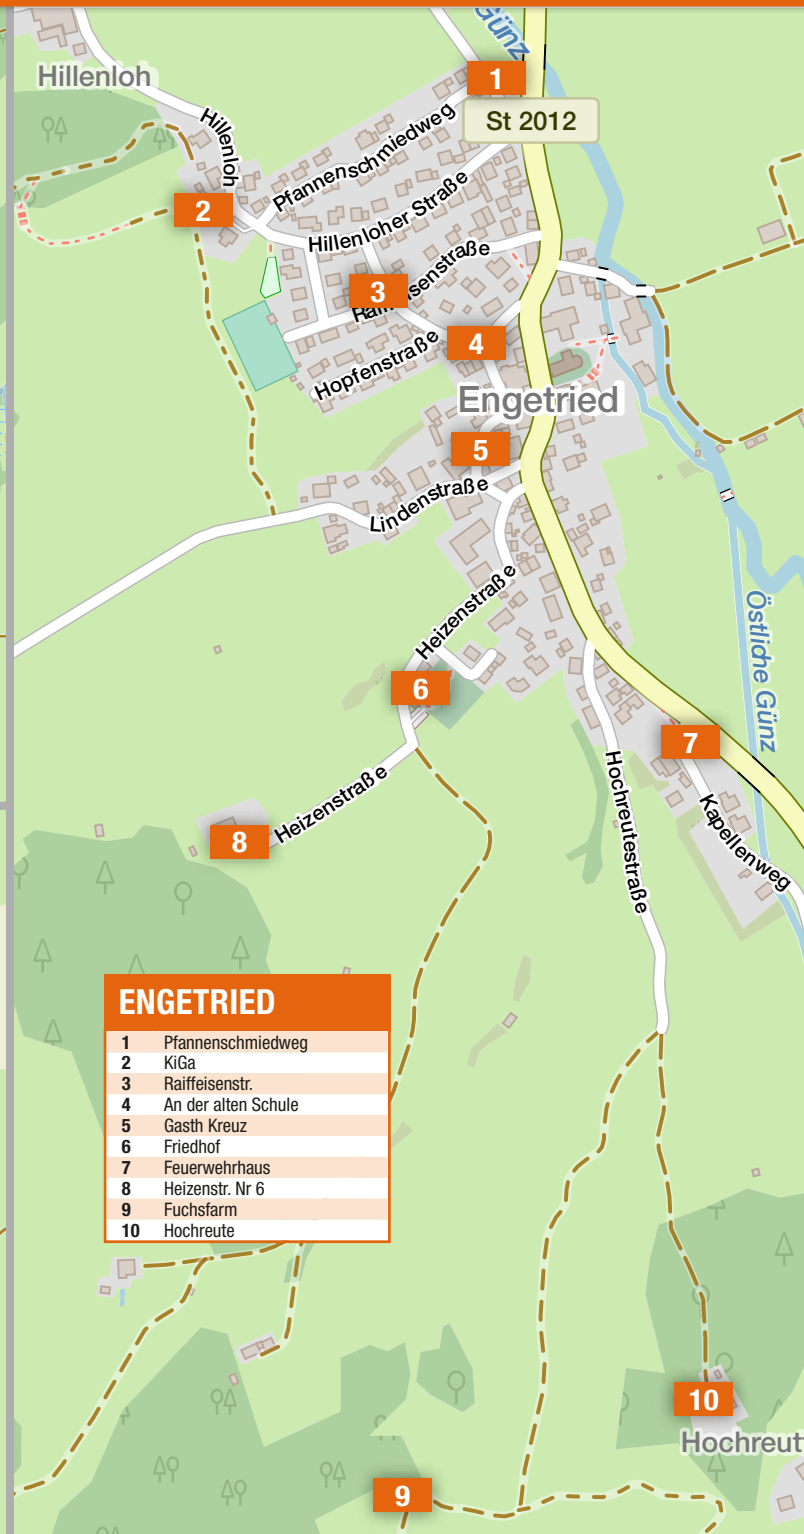 Günz
Hillenloh
1
St 2012
Hillenloh
Pfannenschmiedweg
2
Hillenloher Straße
3
isenstraße
4
Hopfenstraße
Engetried
5
Lindenstraße
Heizenstraße
Östliche Günz
6
7
Hochreutestraße
Heizenstraße
8
Kapellenweg
ENGETRIED
1 Pfannenschmiedweg
2 KiGa
3 Raiffeisenstr.
4 An der alten Schule
5 Gasth Kreuz
6 Friedhof
7 Feuerwehrhaus
8 Heizenstr. Nr 6
9 Fuchsfarm
10 Hochreute
10
Hochreut
9